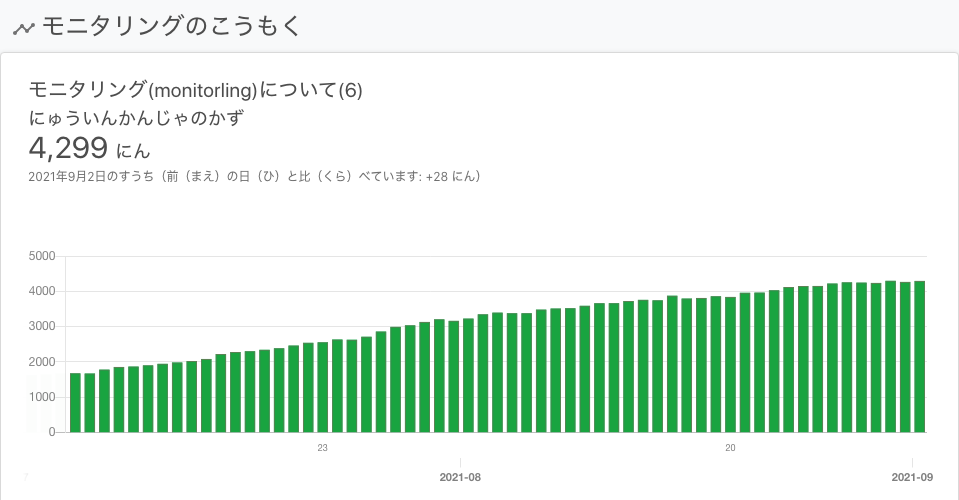 モニタリングのこうもく
モニタリング(monitorling)について(6)
にゅういんかんじゃのかず
4,299 にん
2021年9月2日のすうち（前（まえ）の日（ひ）と比（くら）べています: +28 にん）
5000
4000
3000
2000
1000
0
23
20
2021-08
2021-09